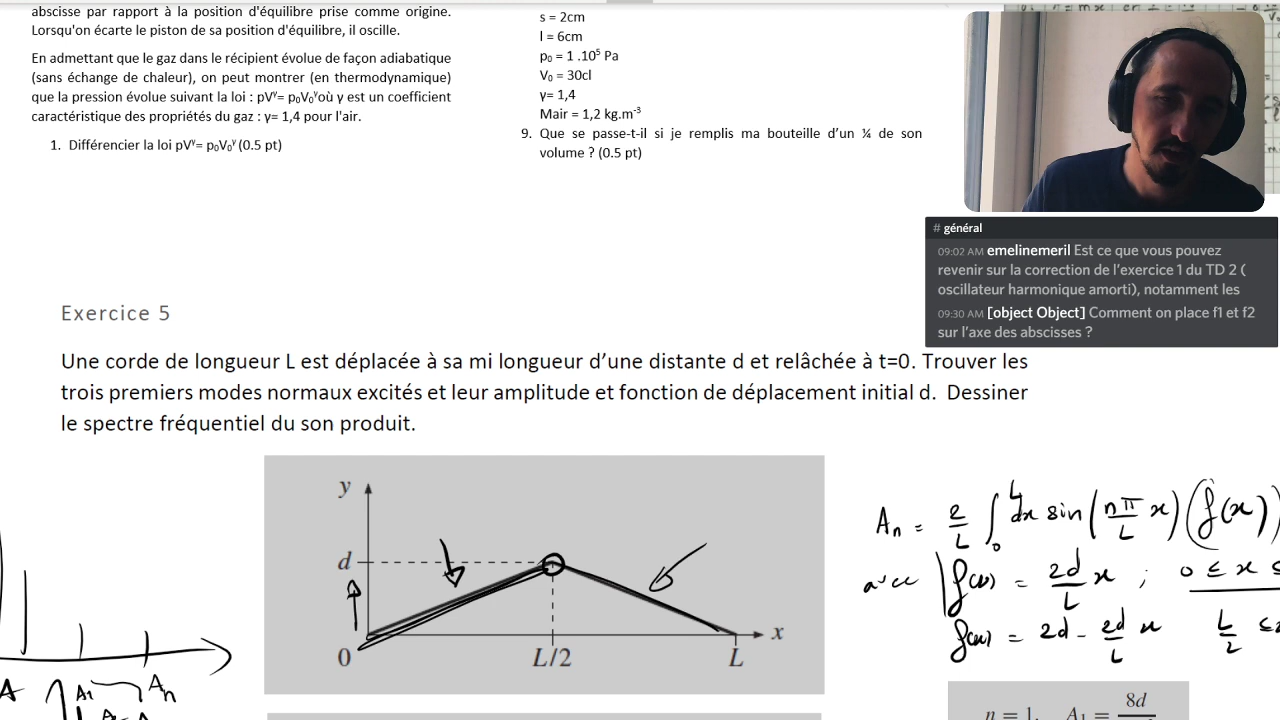 abscisse par rapport à la position d'équilibre prise comme origine.
Lorsqu'on écarte le piston de sa position d'équilibre, il oscille.
En admettant que le gaz dans le récipient évolue de façon adiabatique
(sans échange de chaleur), on peut montrer (en thermodynamique)
que la pression évolue suivant la loi : pVᵞ= p₀V₀ᵞoù γ est un coefficient
caractéristique des propriétés du gaz : γ= 1,4 pour l'air.
1. Différencier la loi pVᵞ= p₀V₀ᵞ (0.5 pt)
s = 2cm
l = 6cm
p₀ = 1 .10⁵ Pa
V₀ = 30cl
γ= 1,4
Mair = 1,2 kg.m⁻³
9. Que se passe-t-il si je remplis ma bouteille d'un ¼ de son
volume ? (0.5 pt)
# général
09:02 AM emelinemeril Est ce que vous pouvez
revenir sur la correction de l'exercice 1 du TD 2 (
oscillateur harmonique amorti), notamment les
09:30 AM [object Object] Comment on place f1 et f2
sur l'axe des abscisses ?
Exercice 5
Une corde de longueur L est déplacée à sa mi longueur d'une distante d et relâchée à t=0. Trouver les
trois premiers modes normaux excités et leur amplitude et fonction de déplacement initial d. Dessiner
le spectre fréquentiel du son produit.
y
d
0
L/2
L
x
Aₙ = 2/L ∫₀ᴸ dx sin(nπ/L x)(f(x))
avec f(x) = 2d/L x ; 0 ≤ x ≤
f(x) = 2d - 2d/L x L/2 ≤
A
A₁
Aₙ
n = 1, A₁ = 8d